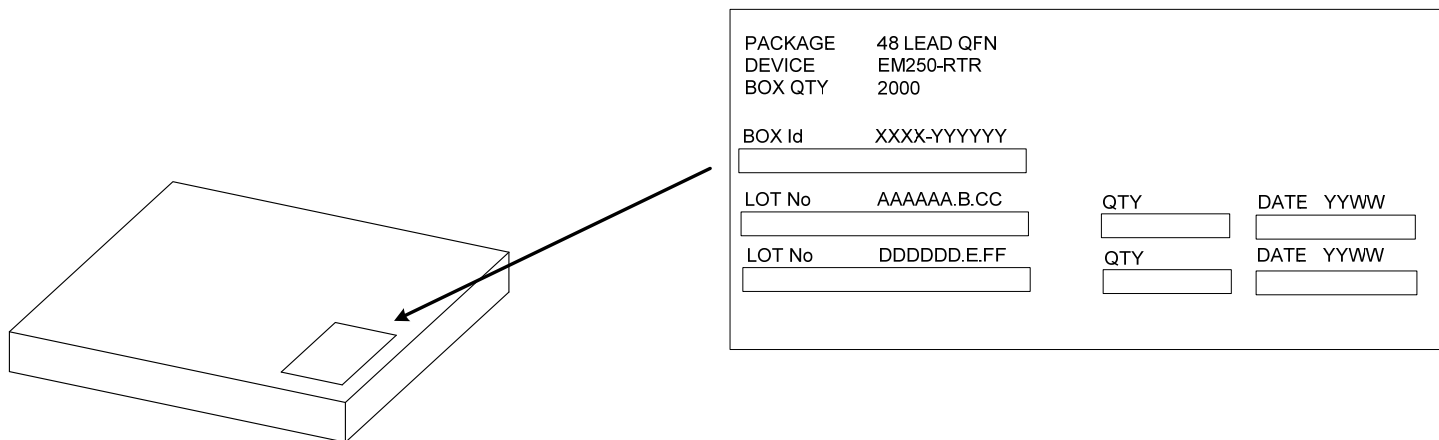 PACKAGE 48 LEAD QFN
DEVICE EM250-RTR
BOX QTY 2000
BOX Id XXXX-YYYYYY
LOT No AAAAAA.B.CC QTY DATE YYWW
LOT No DDDDDD.E.FF QTY DATE YYWW